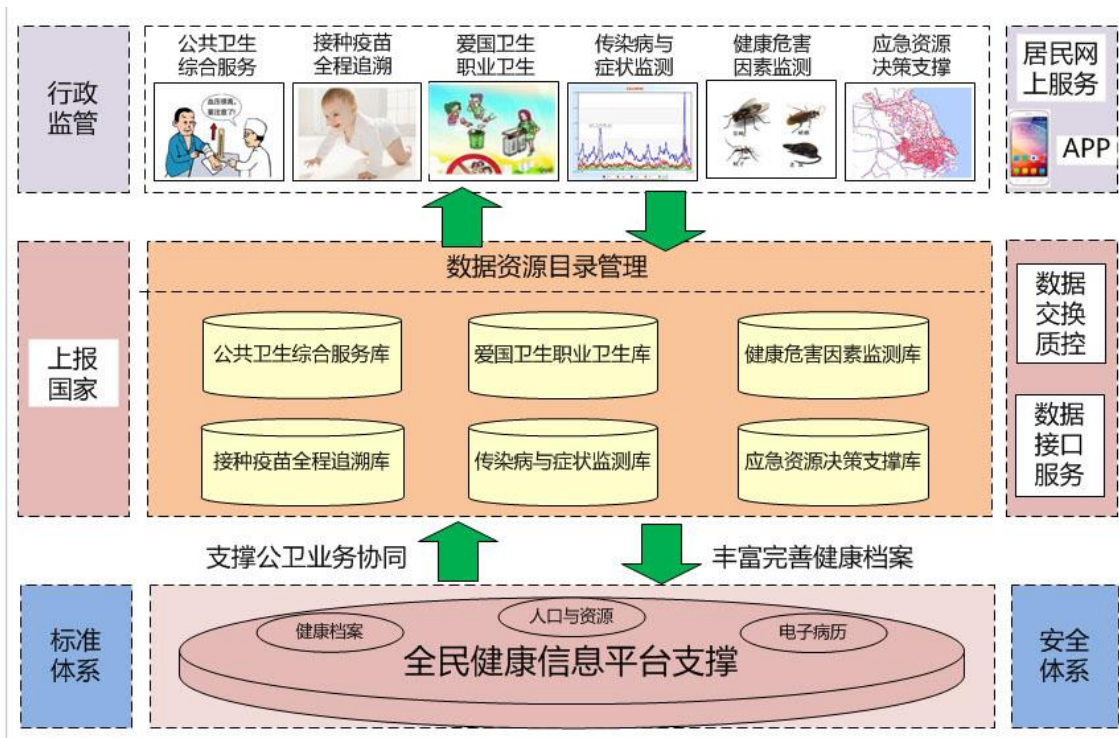 行政
监管
公共卫生
综合服务
接种疫苗
全程追溯
爱国卫生
职业卫生
传染病与
症状监测
健康危害
因素监测
应急资源
决策支撑
血压很高,
要注意了!
居民网
上服务
APP
上报
国家
数据资源目录管理
公共卫生综合服务库
爱国卫生职业卫生库
健康危害因素监测库
接种疫苗全程追溯库
传染病与症状监测库
应急资源决策支撑库
数据
交换
质控
数据
接口
服务
支撑公卫业务协同
丰富完善健康档案
标准
体系
健康档案
人口与资源
电子病历
全民健康信息平台支撑
安全
体系